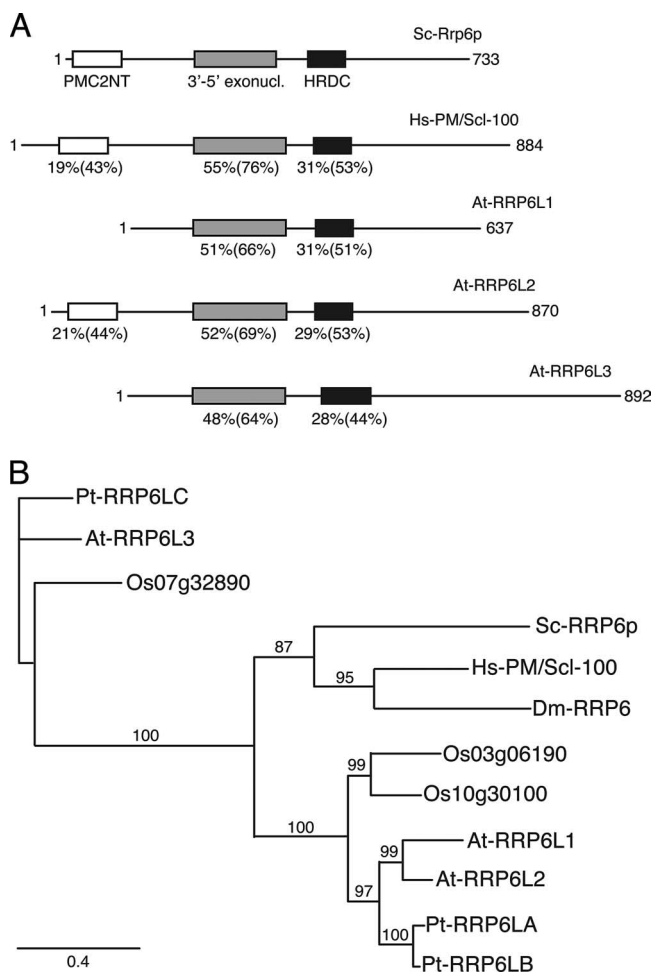 A
Sc-Rrp6p
1
733
PMC2NT 3'-5' exonucl. HRDC
Hs-PM/Scl-100
1
884
19%(43%) 55%(76%) 31%(53%)
At-RRP6L1
1
637
51%(66%) 31%(51%)
At-RRP6L2
1
870
21%(44%) 52%(69%) 29%(53%)
At-RRP6L3
1
892
48%(64%) 28%(44%)
B
Pt-RRP6LC
At-RRP6L3
Os07g32890
Sc-RRP6p
87
Hs-PM/Scl-100
95
Dm-RRP6
100
Os03g06190
99
Os10g30100
100
At-RRP6L1
99
At-RRP6L2
97
Pt-RRP6LA
100
Pt-RRP6LB
0.4